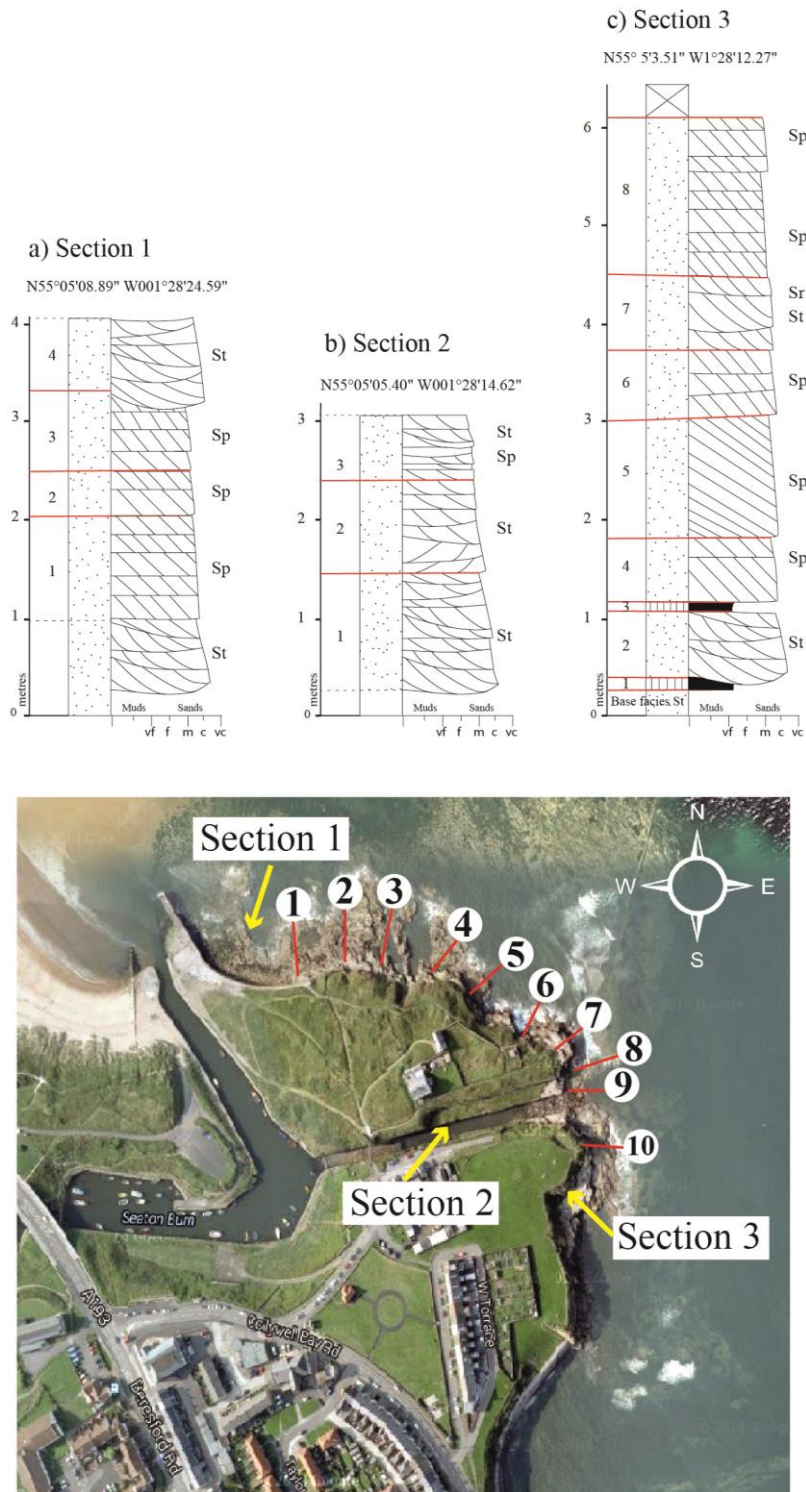 c) Section 3
N55° 5'3.51" W1°28'12.27"
6
5
4
3
2
1
0
metres
8
7
6
5
4
3
2
1
Sp
Sp
Sr
St
Sp
Sp
Sp
Base facies St
Muds Sands
vf f m c vc
a) Section 1
N55°05'08.89" W001°28'24.59"
4
3
2
1
0
metres
4
3
2
1
St
Sp
Sp
Sp
St
Muds Sands
vf f m c vc
b) Section 2
N55°05'05.40" W001°28'14.62"
3
2
1
0
metres
3
2
1
St
Sp
St
St
Muds Sands
vf f m c vc
Section 1
1
2
3
4
5
6
7
8
9
10
N
W E
S
Section 2
Section 3
Seaton Burn
A193
Beresford Rd